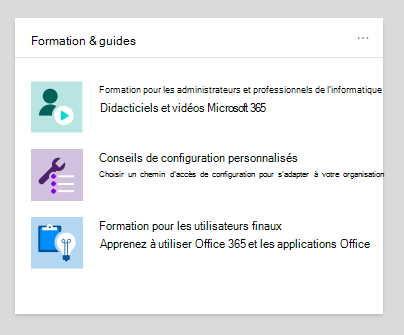 Formation & guides
Formation pour les administrateurs et professionnels de l'informatique
Didacticiels et vidéos Microsoft 365
Conseils de configuration personnalisés
Choisir un chemin d'accès de configuration pour s'adapter à votre organisation
Formation pour les utilisateurs finaux
Apprenez à utiliser Office 365 et les applications Office